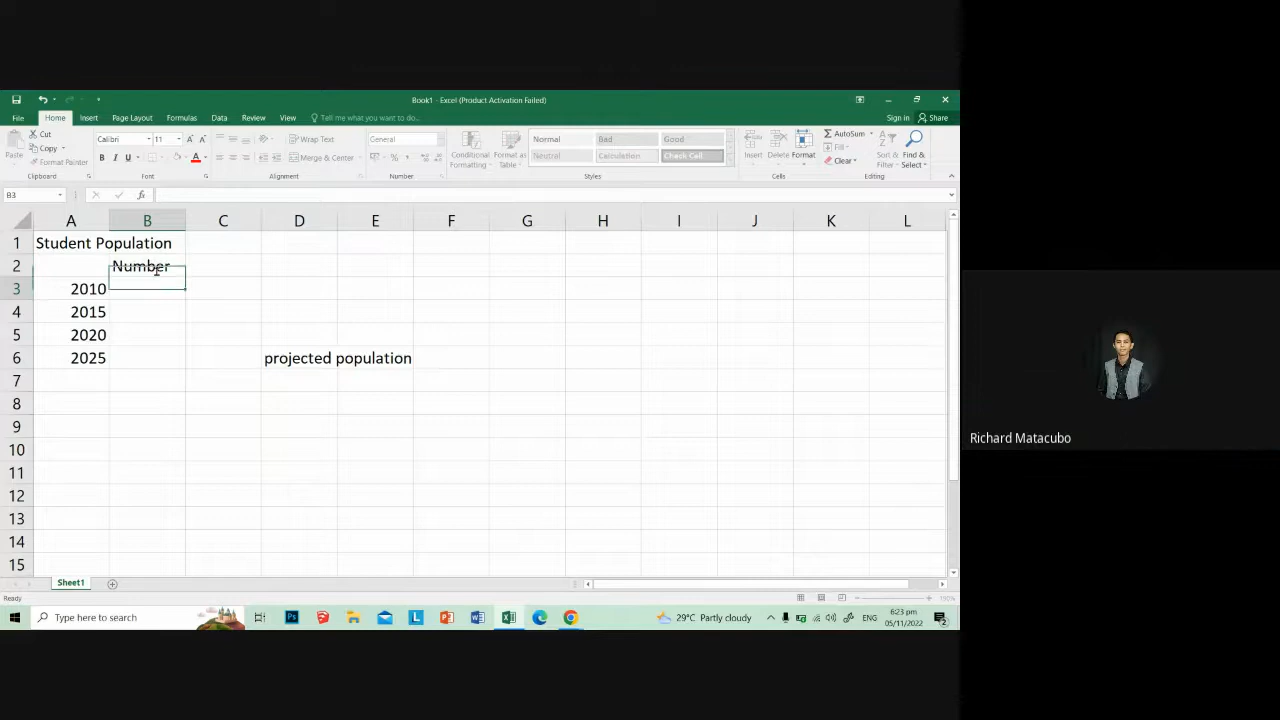 Book1 - Excel (Product Activation Failed)
File Home Insert Page Layout Formulas Data Review View Tell me what you want to do... Sign in Share
Paste Cut Calibri 11 Wrap Text General Conditional Formatting Format as Table Normal Bad Good Insert Delete Format AutoSum Sort & Filter Find & Select
Copy Fill
Format Painter B I U Merge & Center Neutral Calculation Check Cell Clear
Clipboard Font Alignment Number Styles Cells Editing
B3 fx
A B C D E F G H I J K L
1 Student Population
2 Number
3 2010
4 2015
5 2020
6 2025 projected population
7
8
9
10
11
12
13
14
15
Sheet1
Ready 190%
Type here to search 29°C Partly cloudy ENG 6:23 pm
05/11/2022 2
Richard Matacubo